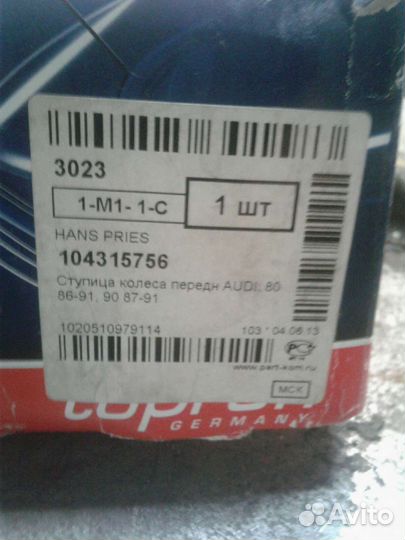 3023
1-M1- 1-C
1 шт
HANS PRIES
104315756
Ступица колеса передн AUDI: 80
86-91, 90 87-91
1020510979114
103 * 04.06.13
www.part-kom.ru
МСК
topran
GERMANY
Avito